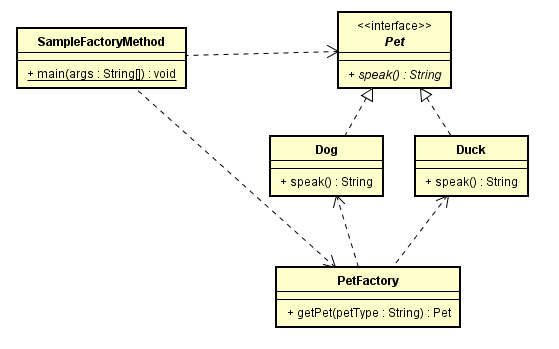 <<interface>>
Pet
+ speak() : String
SampleFactoryMethod
+ main(args : String[]) : void
Dog
+ speak() : String
Duck
+ speak() : String
PetFactory
+ getPet(petType : String) : Pet